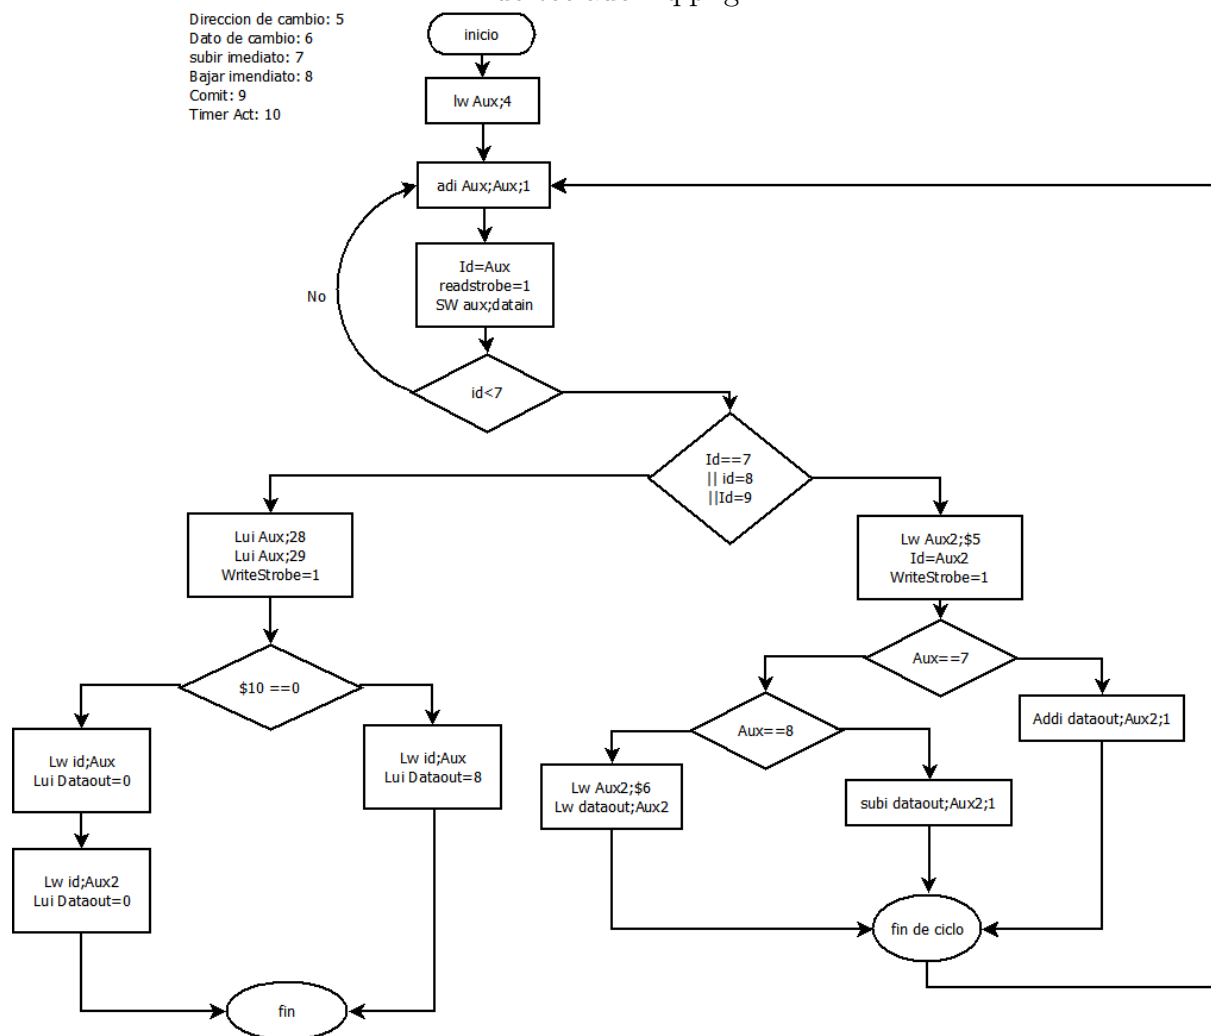 Direccion de cambio: 5
Dato de cambio: 6
subir imediato: 7
Bajar imendiato: 8
Comit: 9
Timer Act: 10
inicio
lw Aux;4
adi Aux;Aux;1
Id=Aux
readstrobe=1
SW aux;datain
No
id<7
Id==7
|| id=8
||Id=9
Lui Aux;28
Lui Aux;29
WriteStrobe=1
Lw Aux2;$5
Id=Aux2
WriteStrobe=1
$10 ==0
Aux==7
Lw id;Aux
Lui Dataout=0
Lw id;Aux
Lui Dataout=8
Aux==8
Addi dataout;Aux2;1
Lw Aux2;$6
Lw dataout;Aux2
subi dataout;Aux2;1
Lw id;Aux2
Lui Dataout=0
fin de ciclo
fin